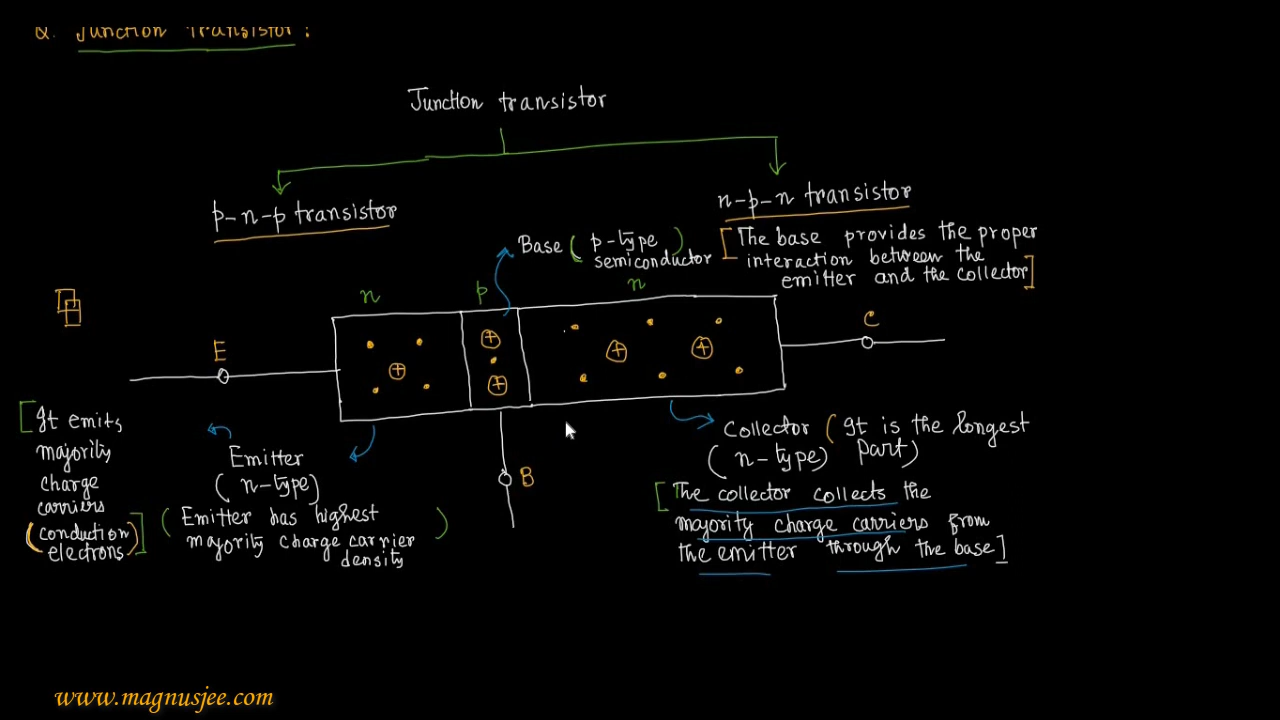 2. Junction Transistor :
Junction transistor
p-n-p transistor
n-p-n transistor
Base ( p-type semiconductor )
[The base provides the proper
interaction between the
emitter and the collector]
n
p
n
E
C
B
[It emits
majority
charge
carriers
(conduction
electrons)]
Emitter
(n-type)
( Emitter has highest
majority charge carrier
density )
Collector (It is the longest
(n-type) part)
[The collector collects the
majority charge carriers from
the emitter through the base]
www.magnusjee.com